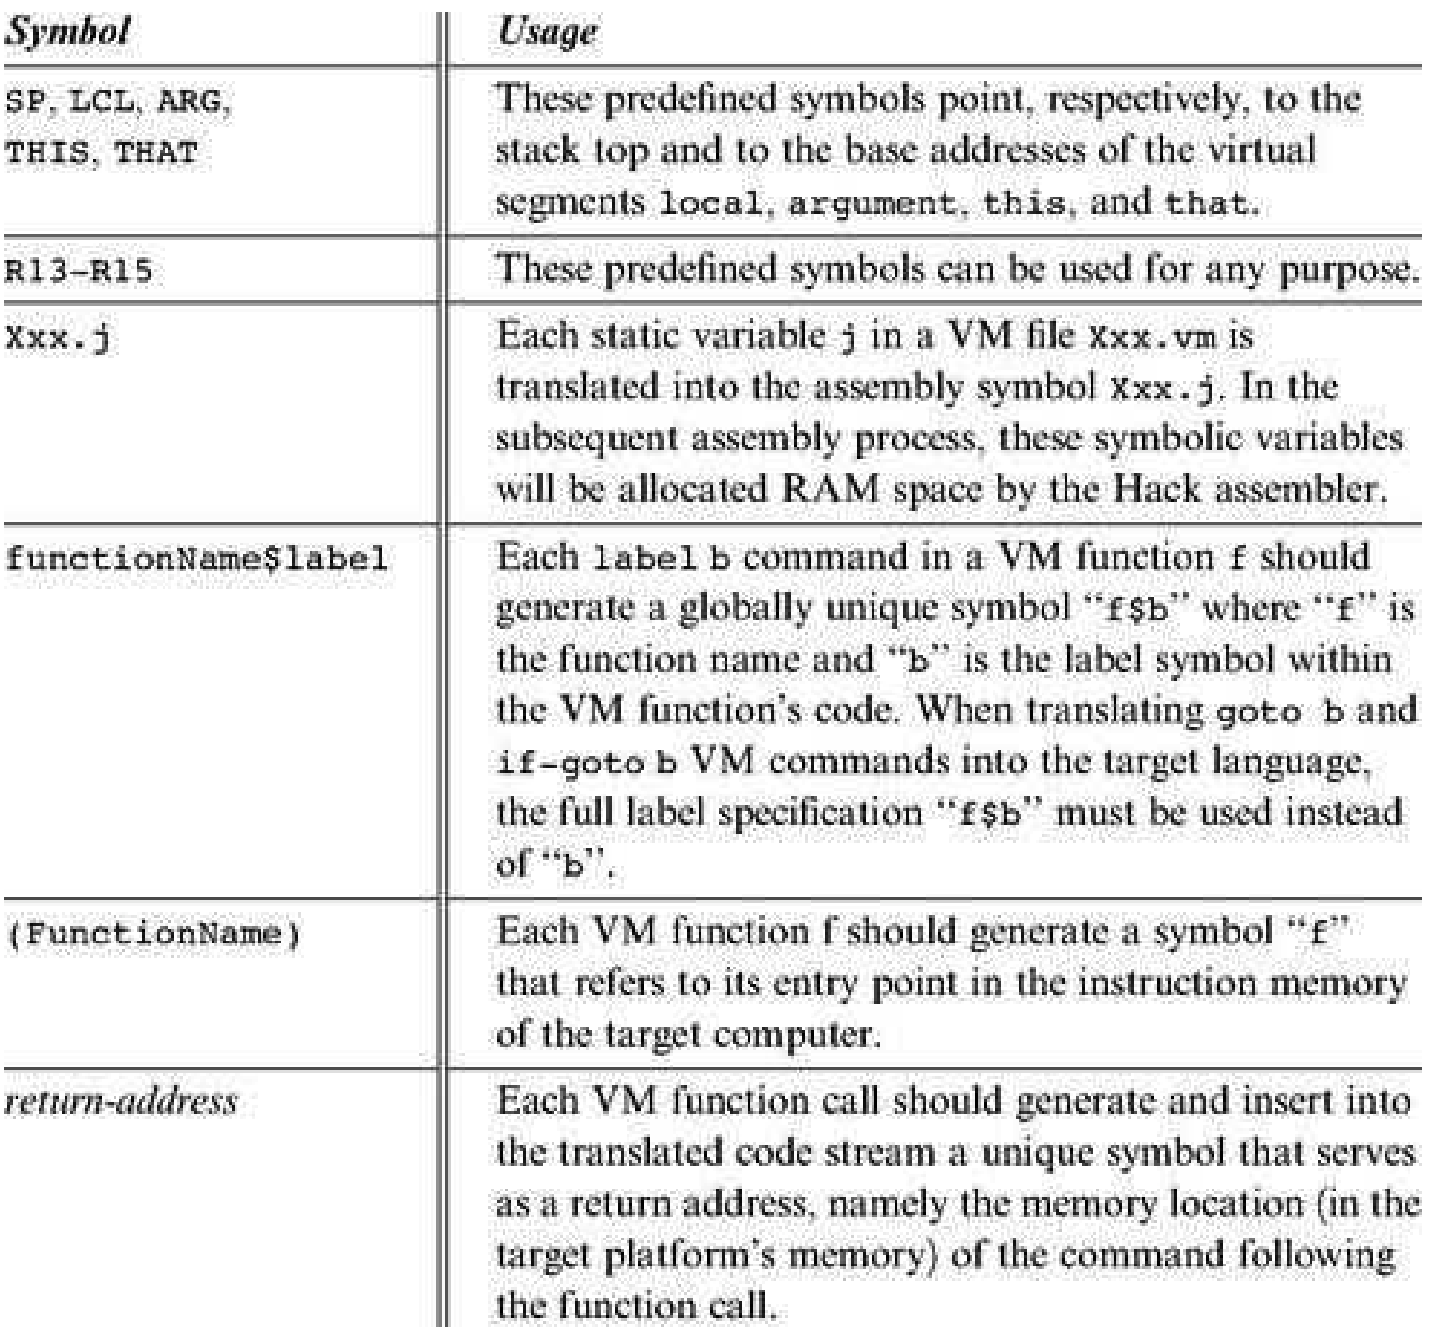 Symbol Usage
SP, LCL, ARG, These predefined symbols point, respectively, to the
THIS, THAT stack top and to the base addresses of the virtual
segments local, argument, this, and that.
R13–R15 These predefined symbols can be used for any purpose.
Xxx.j Each static variable j in a VM file Xxx.vm is
translated into the assembly symbol Xxx.j. In the
subsequent assembly process, these symbolic variables
will be allocated RAM space by the Hack assembler.
functionName$label Each label b command in a VM function f should
generate a globally unique symbol “f$b” where “f” is
the function name and “b” is the label symbol within
the VM function's code. When translating goto b and
if-goto b VM commands into the target language,
the full label specification “f$b” must be used instead
of “b”.
(FunctionName) Each VM function f should generate a symbol “f”
that refers to its entry point in the instruction memory
of the target computer.
return-address Each VM function call should generate and insert into
the translated code stream a unique symbol that serves
as a return address, namely the memory location (in the
target platform's memory) of the command following
the function call.